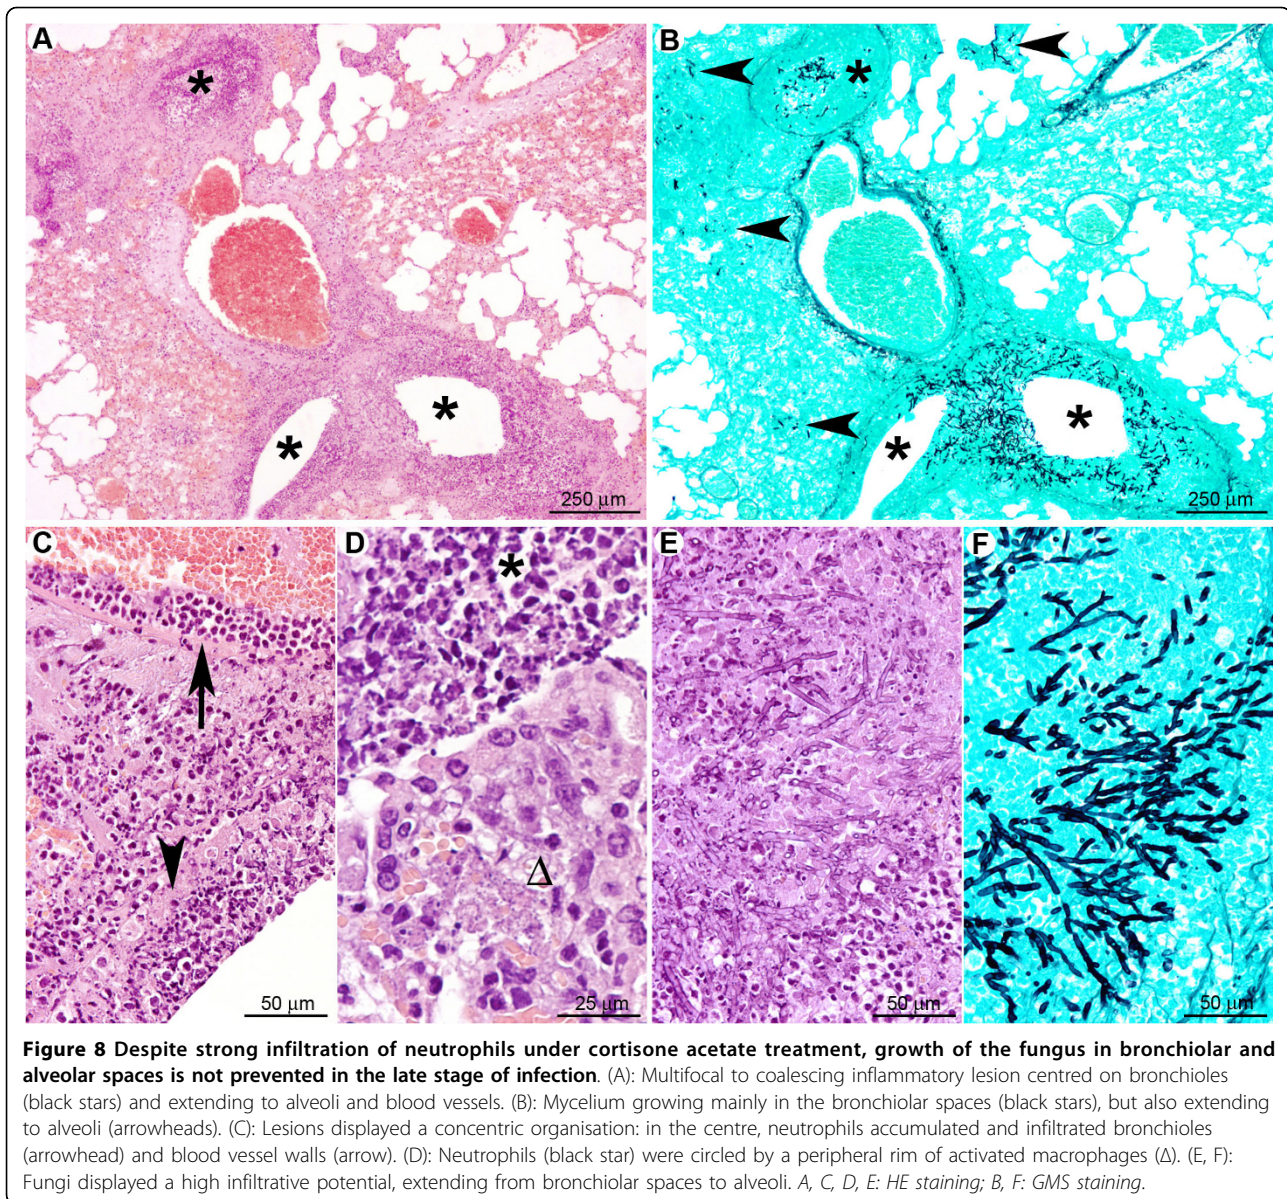 A
*
*
*
250 µm
B
*
*
*
250 µm
C
50 µm
D
*
Δ
25 µm
E
50 µm
F
50 µm
Figure 8 Despite strong infiltration of neutrophils under cortisone acetate treatment, growth of the fungus in bronchiolar and
alveolar spaces is not prevented in the late stage of infection. (A): Multifocal to coalescing inflammatory lesion centred on bronchioles
(black stars) and extending to alveoli and blood vessels. (B): Mycelium growing mainly in the bronchiolar spaces (black stars), but also extending
to alveoli (arrowheads). (C): Lesions displayed a concentric organisation: in the centre, neutrophils accumulated and infiltrated bronchioles
(arrowhead) and blood vessel walls (arrow). (D): Neutrophils (black star) were circled by a peripheral rim of activated macrophages (Δ). (E, F):
Fungi displayed a high infiltrative potential, extending from bronchiolar spaces to alveoli. A, C, D, E: HE staining; B, F: GMS staining.